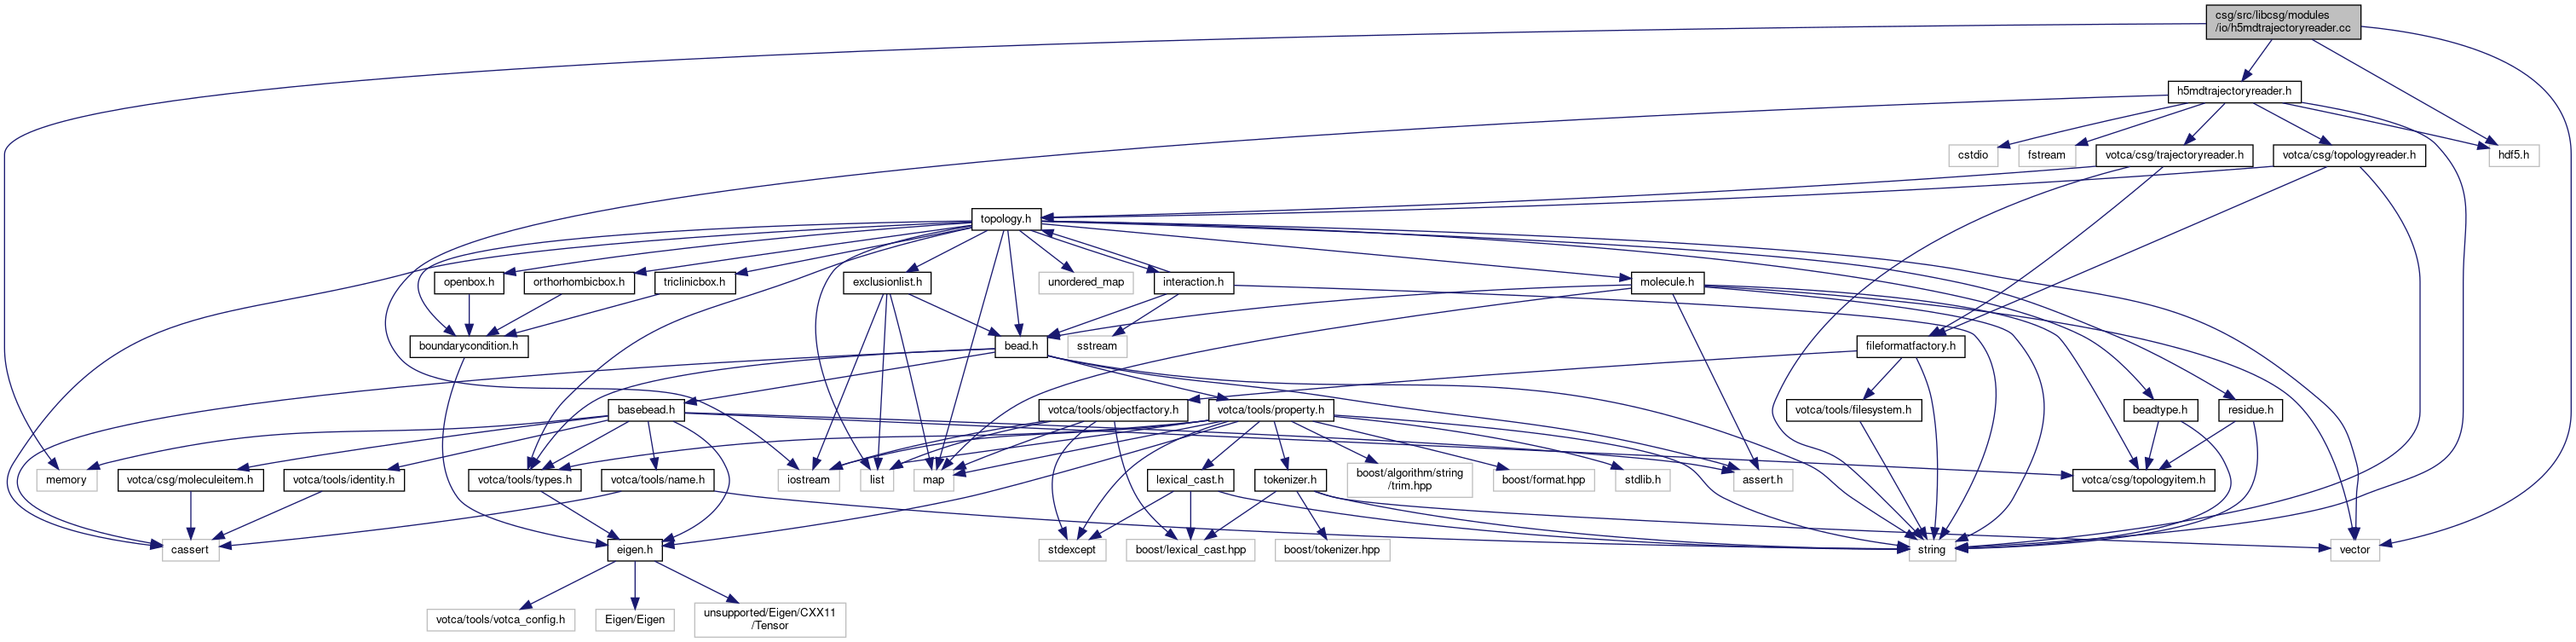 csg/src/libcsg/modules
/io/h5mdtrajectoryreader.cc
h5mdtrajectoryreader.h
cstdio
fstream
votca/csg/trajectoryreader.h
votca/csg/topologyreader.h
hdf5.h
topology.h
openbox.h
orthorhombicbox.h
triclinicbox.h
exclusionlist.h
unordered_map
interaction.h
molecule.h
boundarycondition.h
bead.h
sstream
fileformatfactory.h
basebead.h
votca/tools/objectfactory.h
votca/tools/property.h
votca/tools/filesystem.h
beadtype.h
residue.h
memory
votca/csg/moleculeitem.h
votca/tools/identity.h
votca/tools/types.h
votca/tools/name.h
iostream
list
map
lexical_cast.h
tokenizer.h
boost/algorithm/string
/trim.hpp
boost/format.hpp
stdlib.h
assert.h
votca/csg/topologyitem.h
cassert
eigen.h
stdexcept
boost/lexical_cast.hpp
boost/tokenizer.hpp
string
vector
votca/tools/votca_config.h
Eigen/Eigen
unsupported/Eigen/CXX11
/Tensor